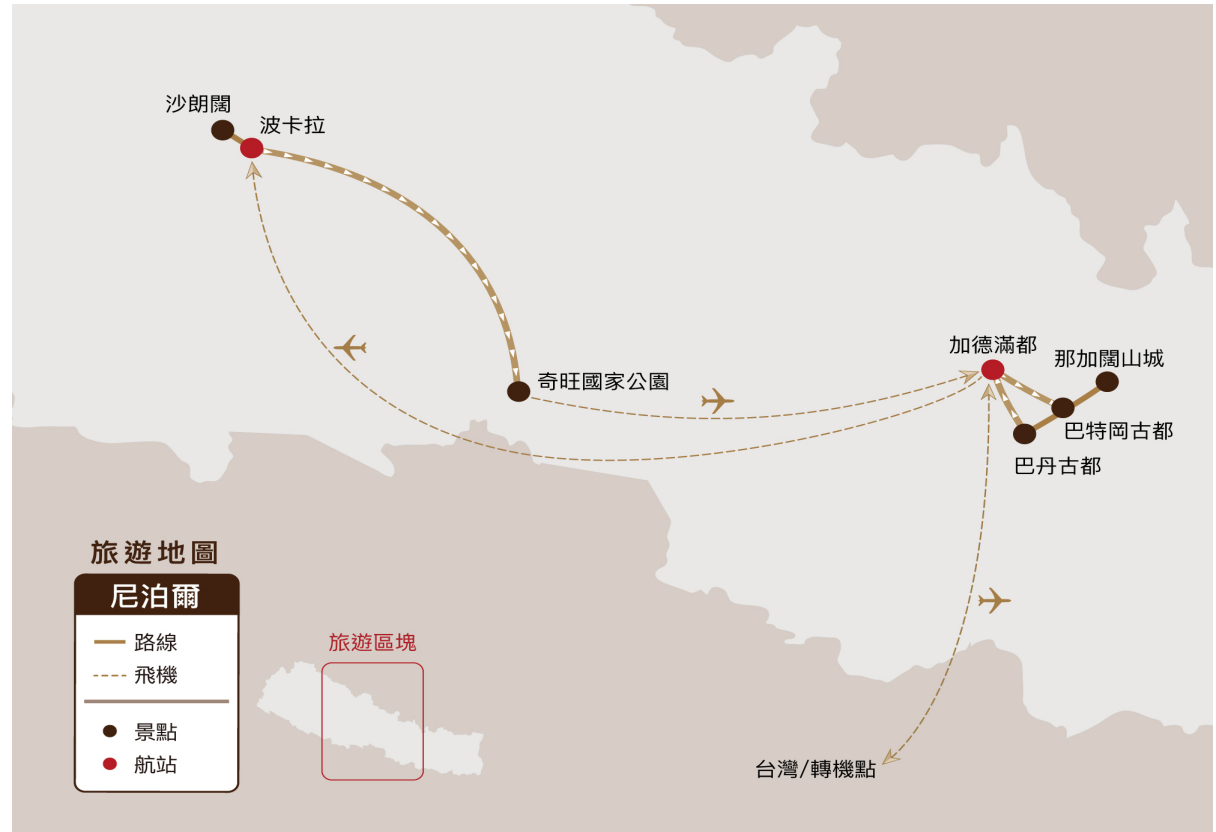 沙朗闊
波卡拉
加德滿都
那加闊山城
奇旺國家公園
巴特岡古都
巴丹古都
旅遊地圖
尼泊爾
路線
飛機
景點
航站
旅遊區塊
台灣/轉機點